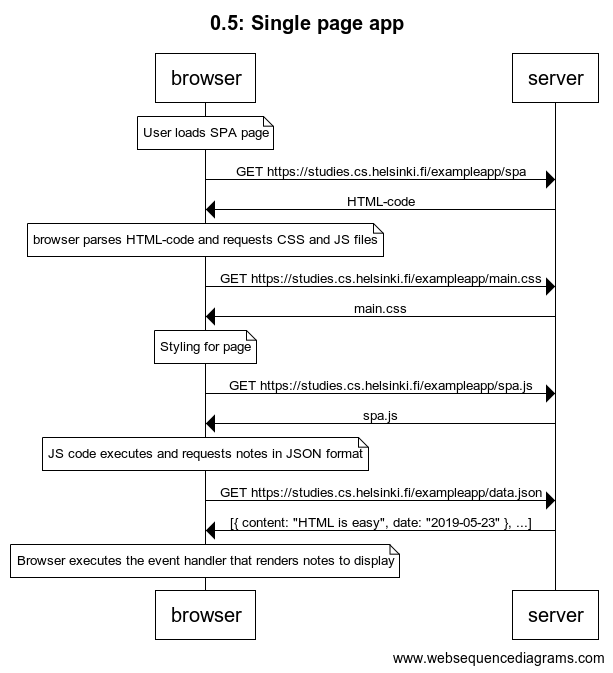 0.5: Single page app
browser
server
User loads SPA page
GET https://studies.cs.helsinki.fi/exampleapp/spa
HTML-code
browser parses HTML-code and requests CSS and JS files
GET https://studies.cs.helsinki.fi/exampleapp/main.css
main.css
Styling for page
GET https://studies.cs.helsinki.fi/exampleapp/spa.js
spa.js
JS code executes and requests notes in JSON format
GET https://studies.cs.helsinki.fi/exampleapp/data.json
[{ content: "HTML is easy", date: "2019-05-23" }, ...]
Browser executes the event handler that renders notes to display
browser
server
www.websequencediagrams.com